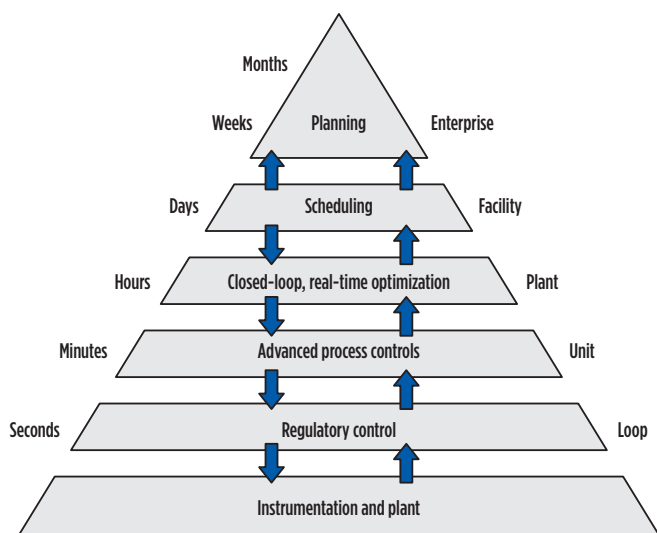 Months
Weeks Planning Enterprise
Days Scheduling Facility
Hours Closed-loop, real-time optimization Plant
Minutes Advanced process controls Unit
Seconds Regulatory control Loop
Instrumentation and plant